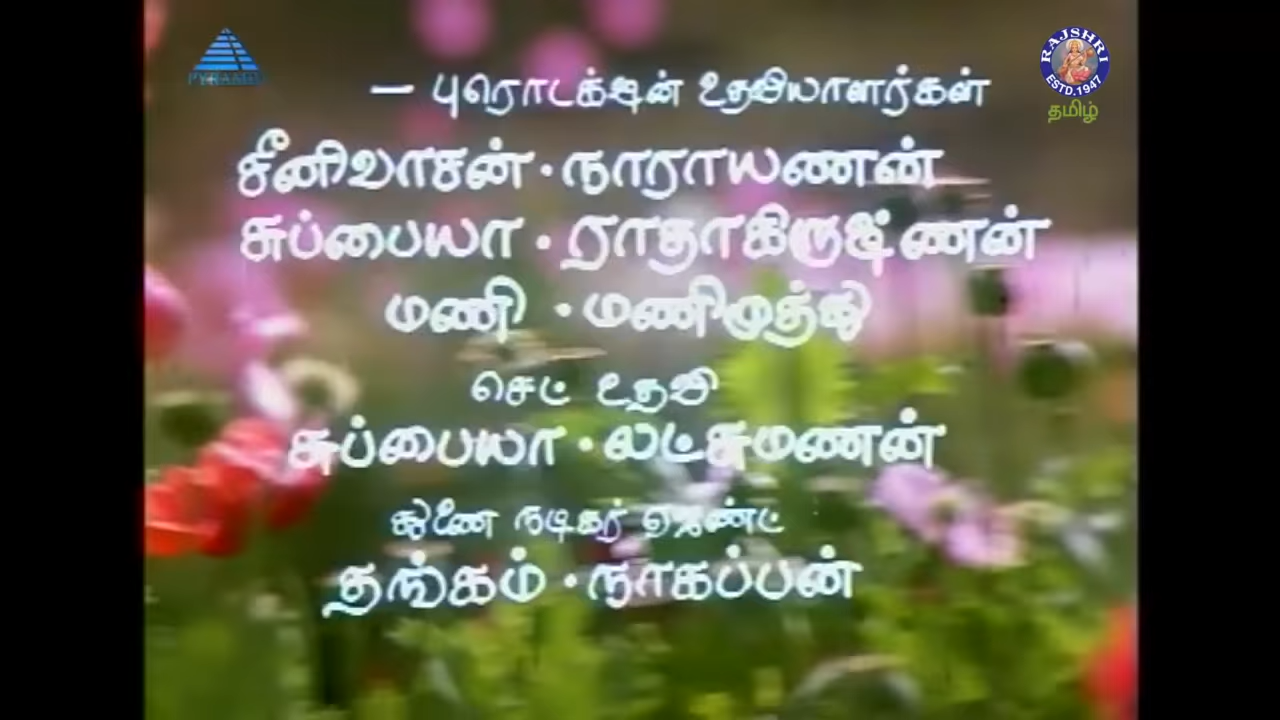 PYRAMID
RAJSHRI
ESTD.1947
தமிழ்
— புரொடக்ஷன் உதவியாளர்கள்
சீனிவாசன் · நாராயணன்
சுப்பையா · ராதாகிருஷ்ணன்
மணி · மணிமுத்து
செட் உதவி
சுப்பையா · லட்சுமணன்
துணை நடிகர் ஏஜண்ட்
தங்கம் · நாகப்பன்